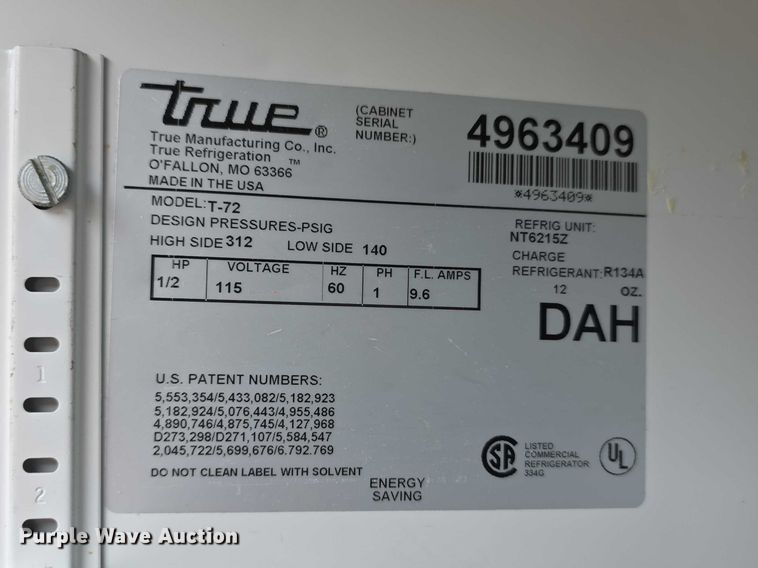 true®
True Manufacturing Co., Inc.
True Refrigeration ™
O'FALLON, MO 63366
MADE IN THE USA
(CABINET
SERIAL
NUMBER:)
4963409
*4963409*
MODEL: T-72
DESIGN PRESSURES-PSIG
HIGH SIDE 312 LOW SIDE 140
REFRIG UNIT:
NT6215Z
CHARGE
REFRIGERANT: R134A
12 OZ.
HP VOLTAGE HZ PH F.L. AMPS
1/2 115 60 1 9.6
DAH
U.S. PATENT NUMBERS:
5,553,354/5,433,082/5,182,923
5,182,924/5,076,443/4,955,486
4,890,746/4,875,745/4,127,968
D273,298/D271,107/5,584,547
2,045,722/5,699,676/6.792.769
DO NOT CLEAN LABEL WITH SOLVENT
ENERGY
SAVING
SA
LISTED
COMMERCIAL
REFRIGERATOR
334G
UL
1
2
Purple Wave Auction